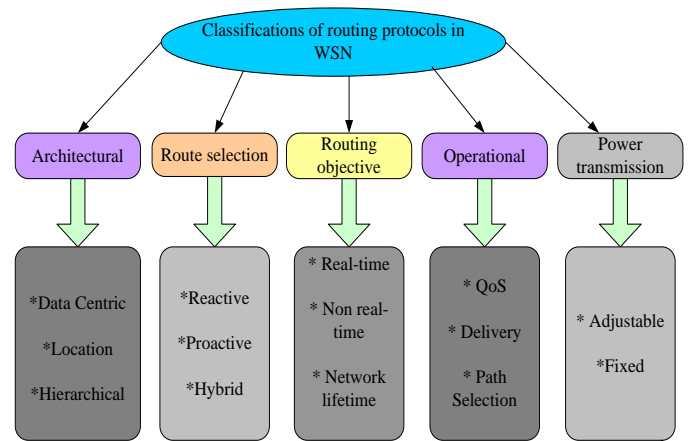 Classifications of routing protocols in
WSN
Architectural
Route selection
Routing
objective
Operational
Power
transmission
*Data Centric
*Location
*Hierarchical
*Reactive
*Proactive
*Hybrid
* Real-time
* Non real-
time
* Network
lifetime
* QoS
* Delivery
* Path
Selection
* Adjustable
*Fixed